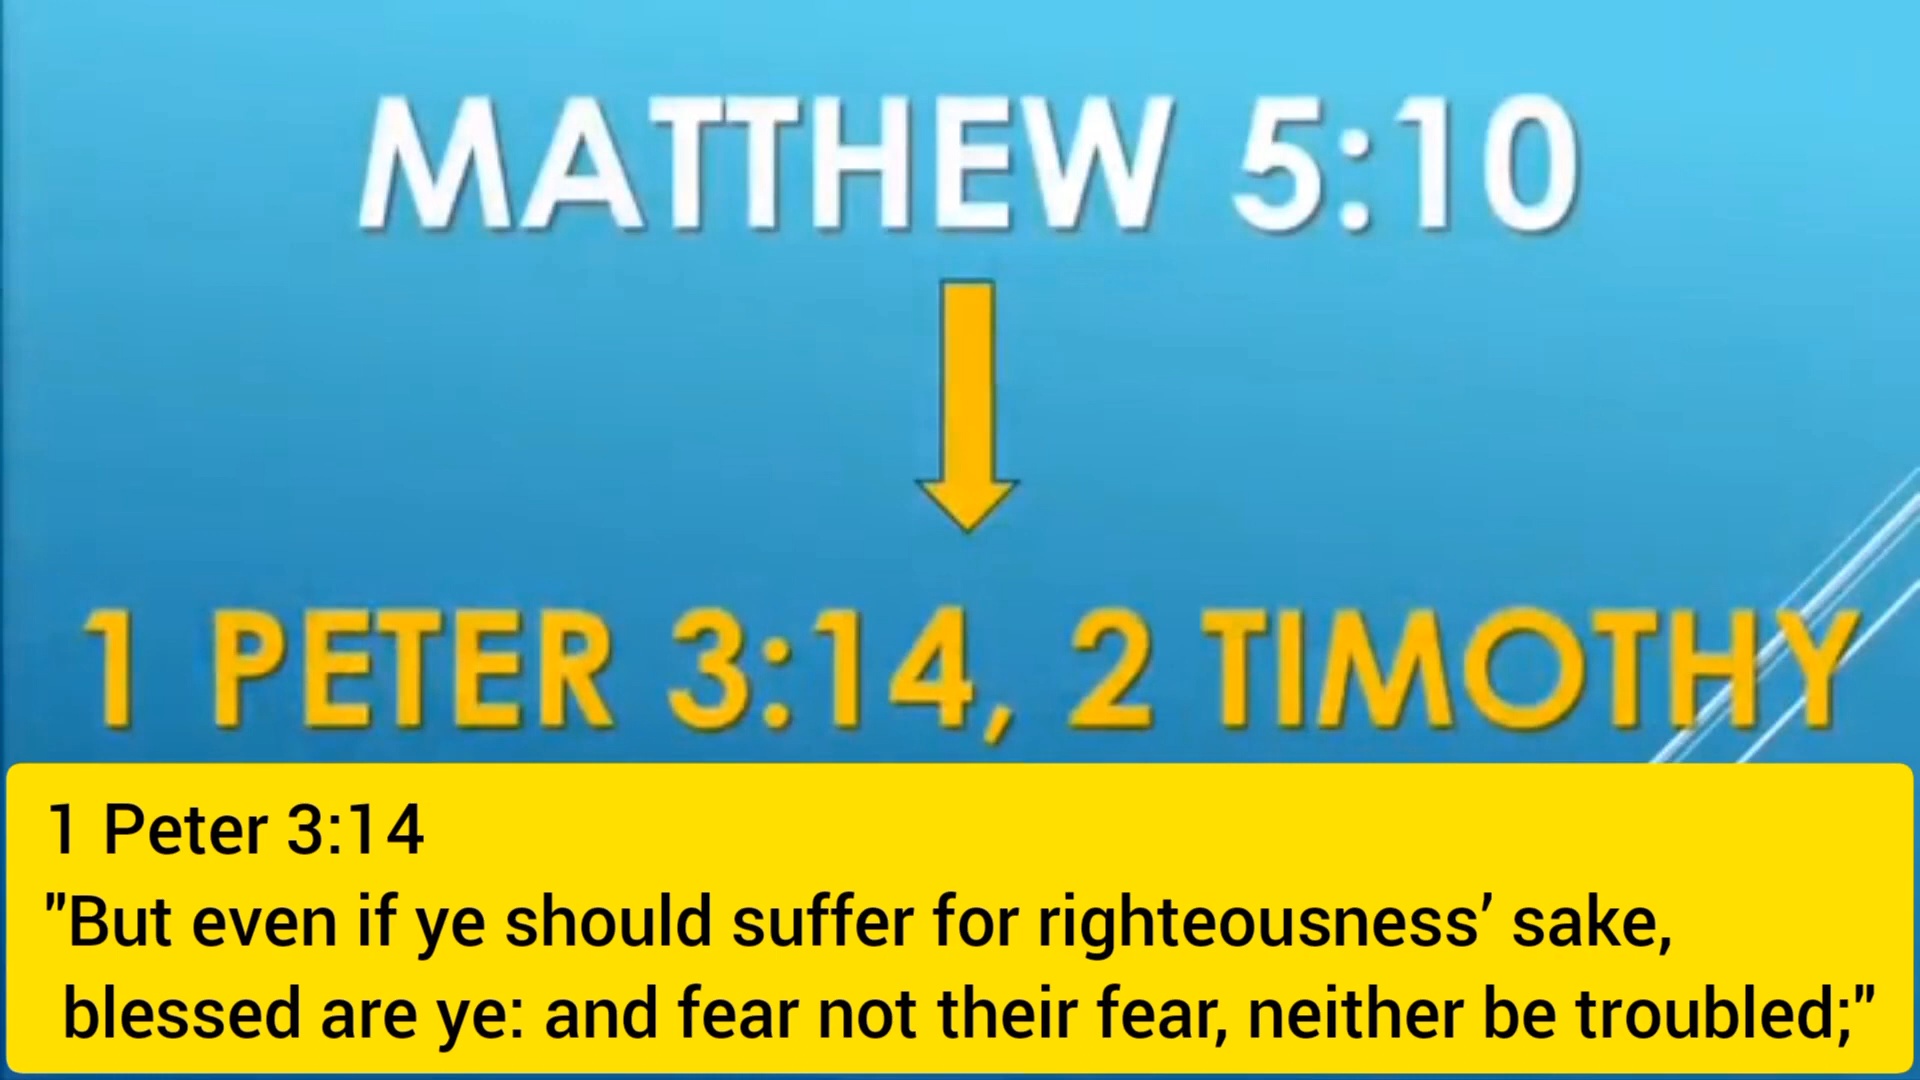 MATTHEW 5:10
1 PETER 3:14, 2 TIMOTHY
1 Peter 3:14
"But even if ye should suffer for righteousness’ sake,
blessed are ye: and fear not their fear, neither be troubled;"